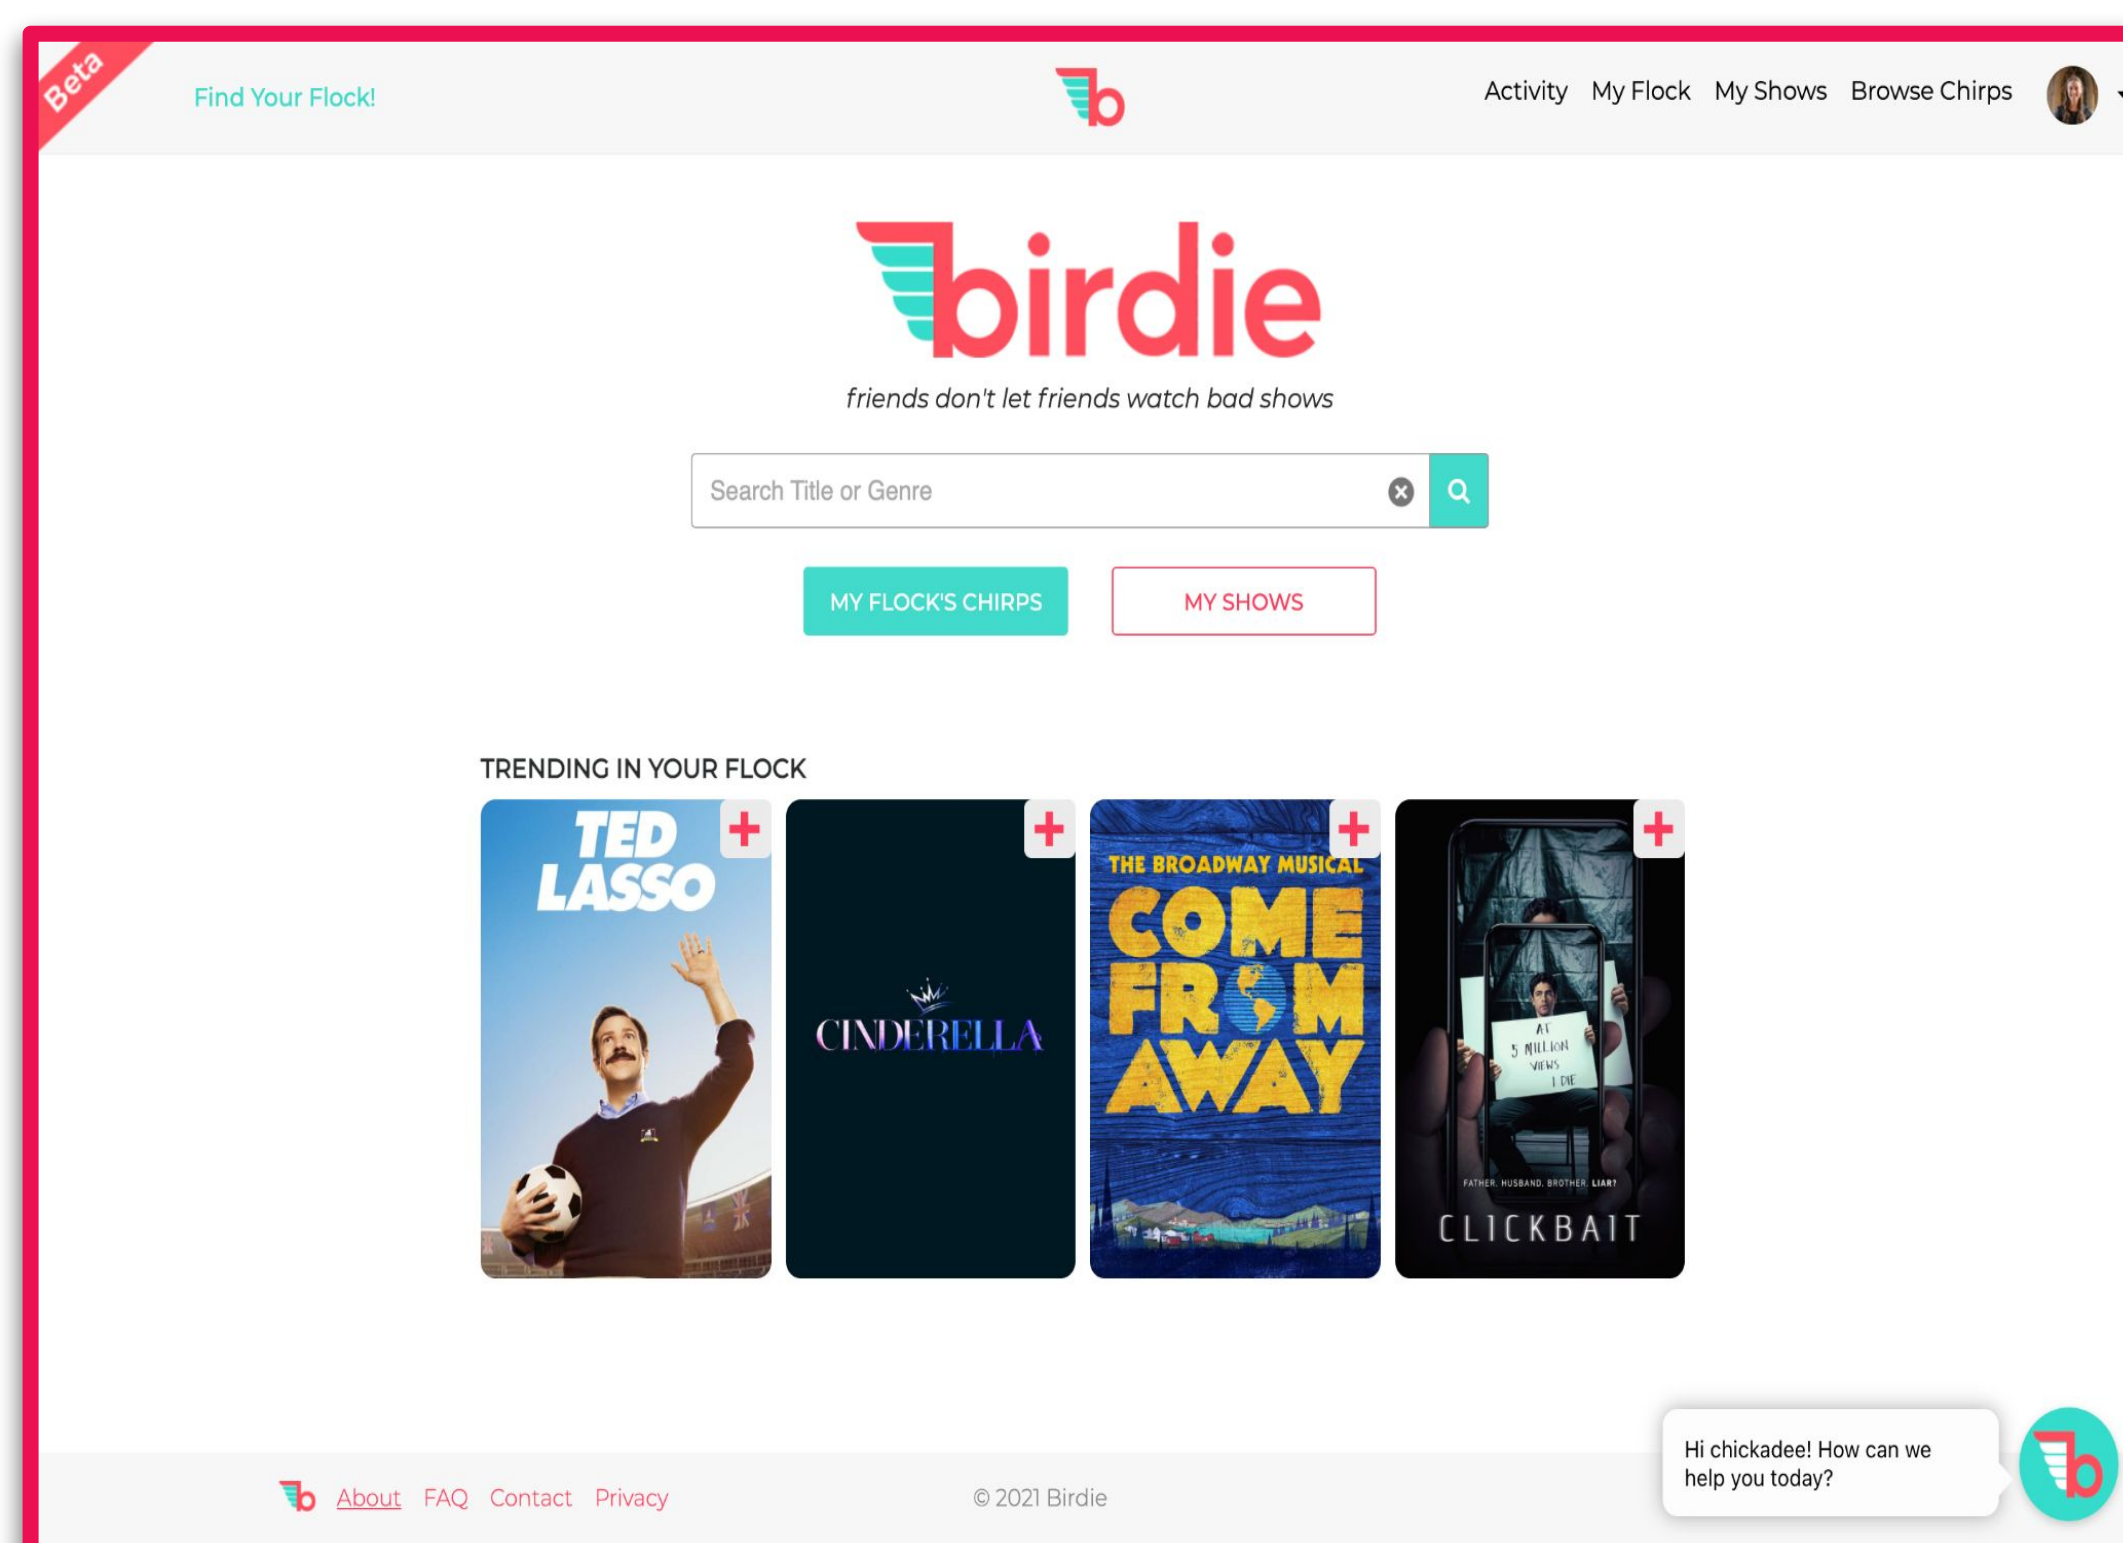 Beta
Find Your Flock!
b
Activity My Flock My Shows Browse Chirps
birdie
friends don't let friends watch bad shows
Search Title or Genre
MY FLOCK'S CHIRPS
MY SHOWS
TRENDING IN YOUR FLOCK
TED
LASSO
CINDERELLA
THE BROADWAY MUSICAL
COME
FROM
AWAY
AT
5 MILLION
VIEWS
I DIE
FATHER. HUSBAND. BROTHER. LIAR?
CLICKBAIT
Hi chickadee! How can we
help you today?
b
b About FAQ Contact Privacy
© 2021 Birdie